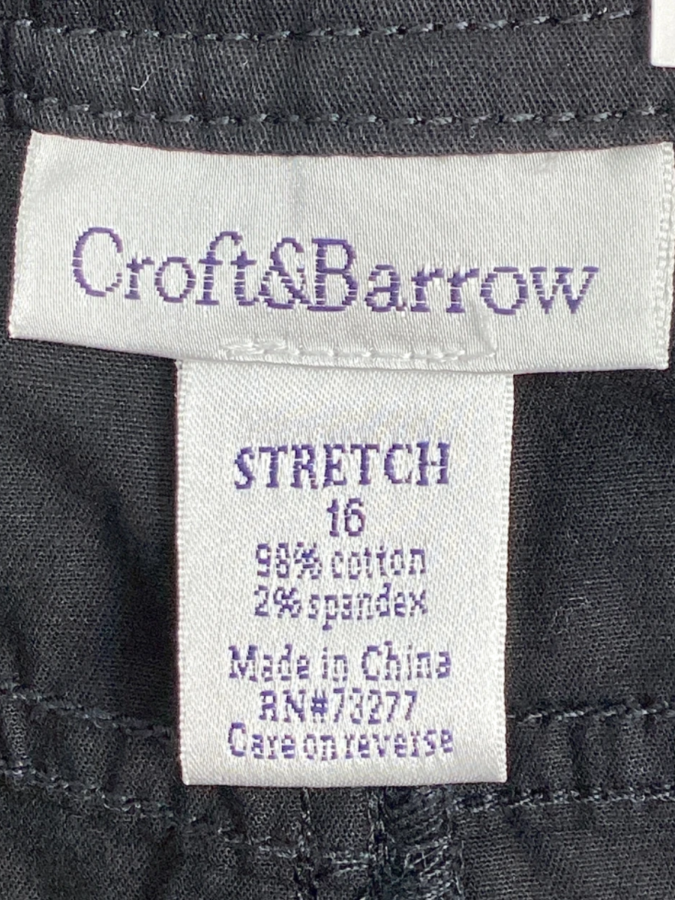 Croft&Barrow
STRETCH
16
98% cotton
2% spandex
Made in China
RN#73277
Care on reverse